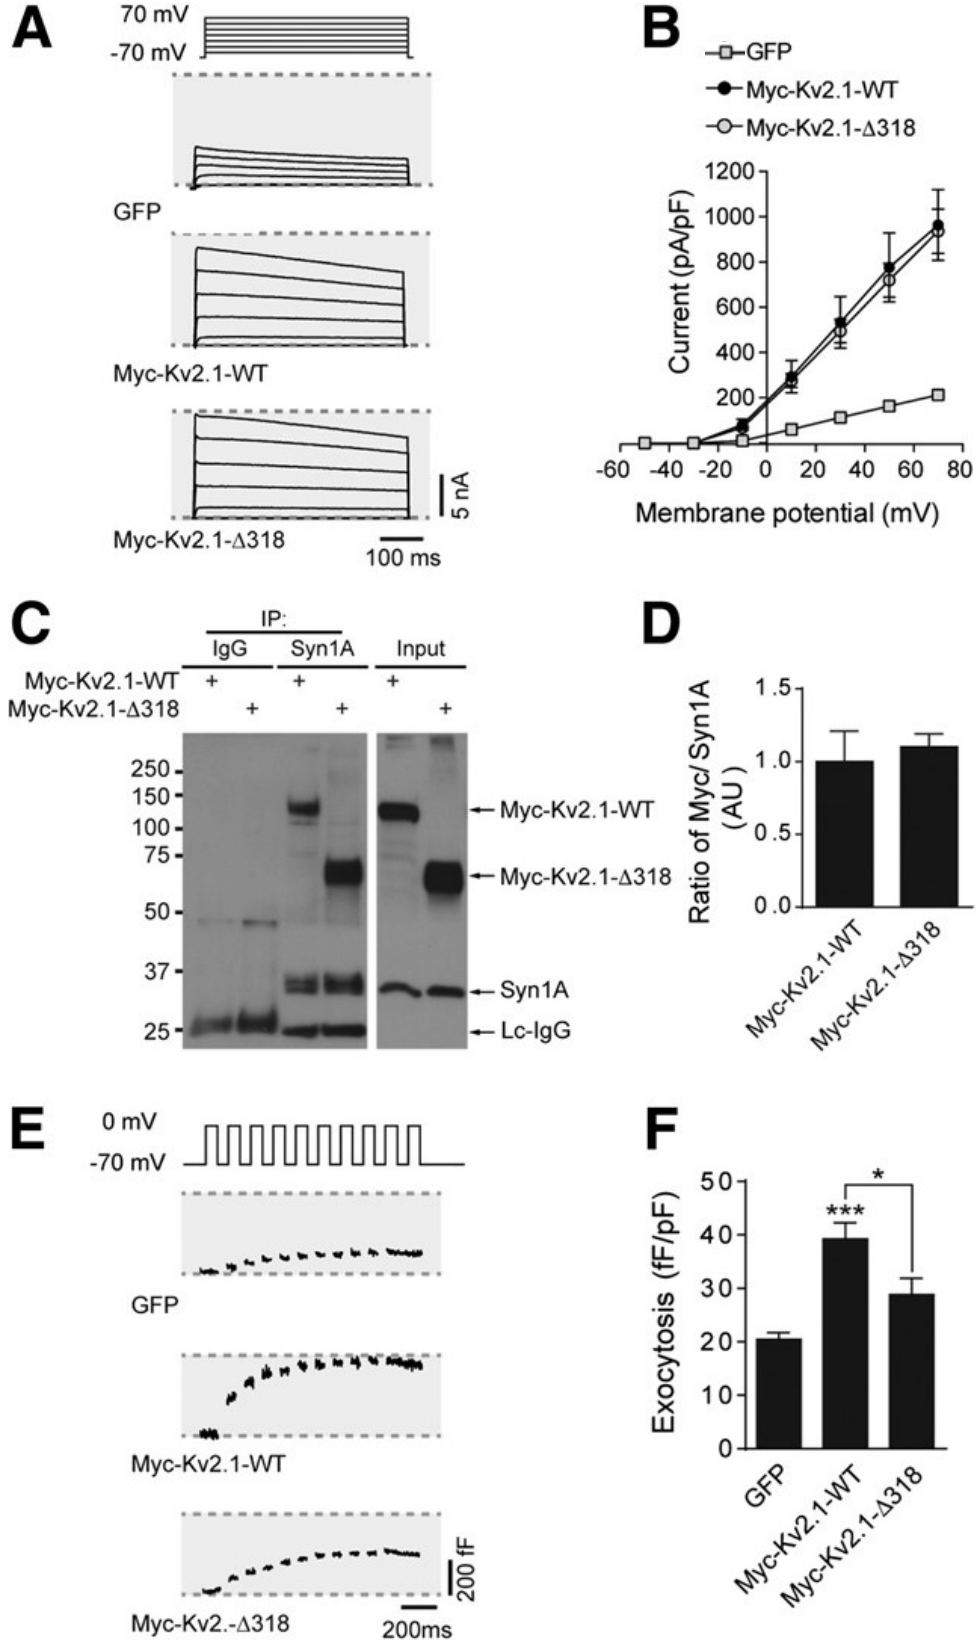 A
70 mV
-70 mV
GFP
Myc-Kv2.1-WT
Myc-Kv2.1-Δ318
5 nA
100 ms
B
GFP
Myc-Kv2.1-WT
Myc-Kv2.1-Δ318
Current (pA/pF)
1200
1000
800
600
400
200
-60 -40 -20 0 20 40 60 80
Membrane potential (mV)
C
IP:
IgG Syn1A Input
Myc-Kv2.1-WT + + +
Myc-Kv2.1-Δ318 + + +
250
150
100
75
50
37
25
Myc-Kv2.1-WT
Myc-Kv2.1-Δ318
Syn1A
Lc-IgG
D
Ratio of Myc/ Syn1A
(AU )
1.5
1.0
0.5
0.0
Myc-Kv2.1-WT
Myc-Kv2.1-Δ318
E
0 mV
-70 mV
GFP
Myc-Kv2.1-WT
Myc-Kv2.-Δ318
200 fF
200ms
F
Exocytosis (fF/pF)
50
40
30
20
10
0
*
***
GFP
Myc-Kv2.1-WT
Myc-Kv2.1-Δ318